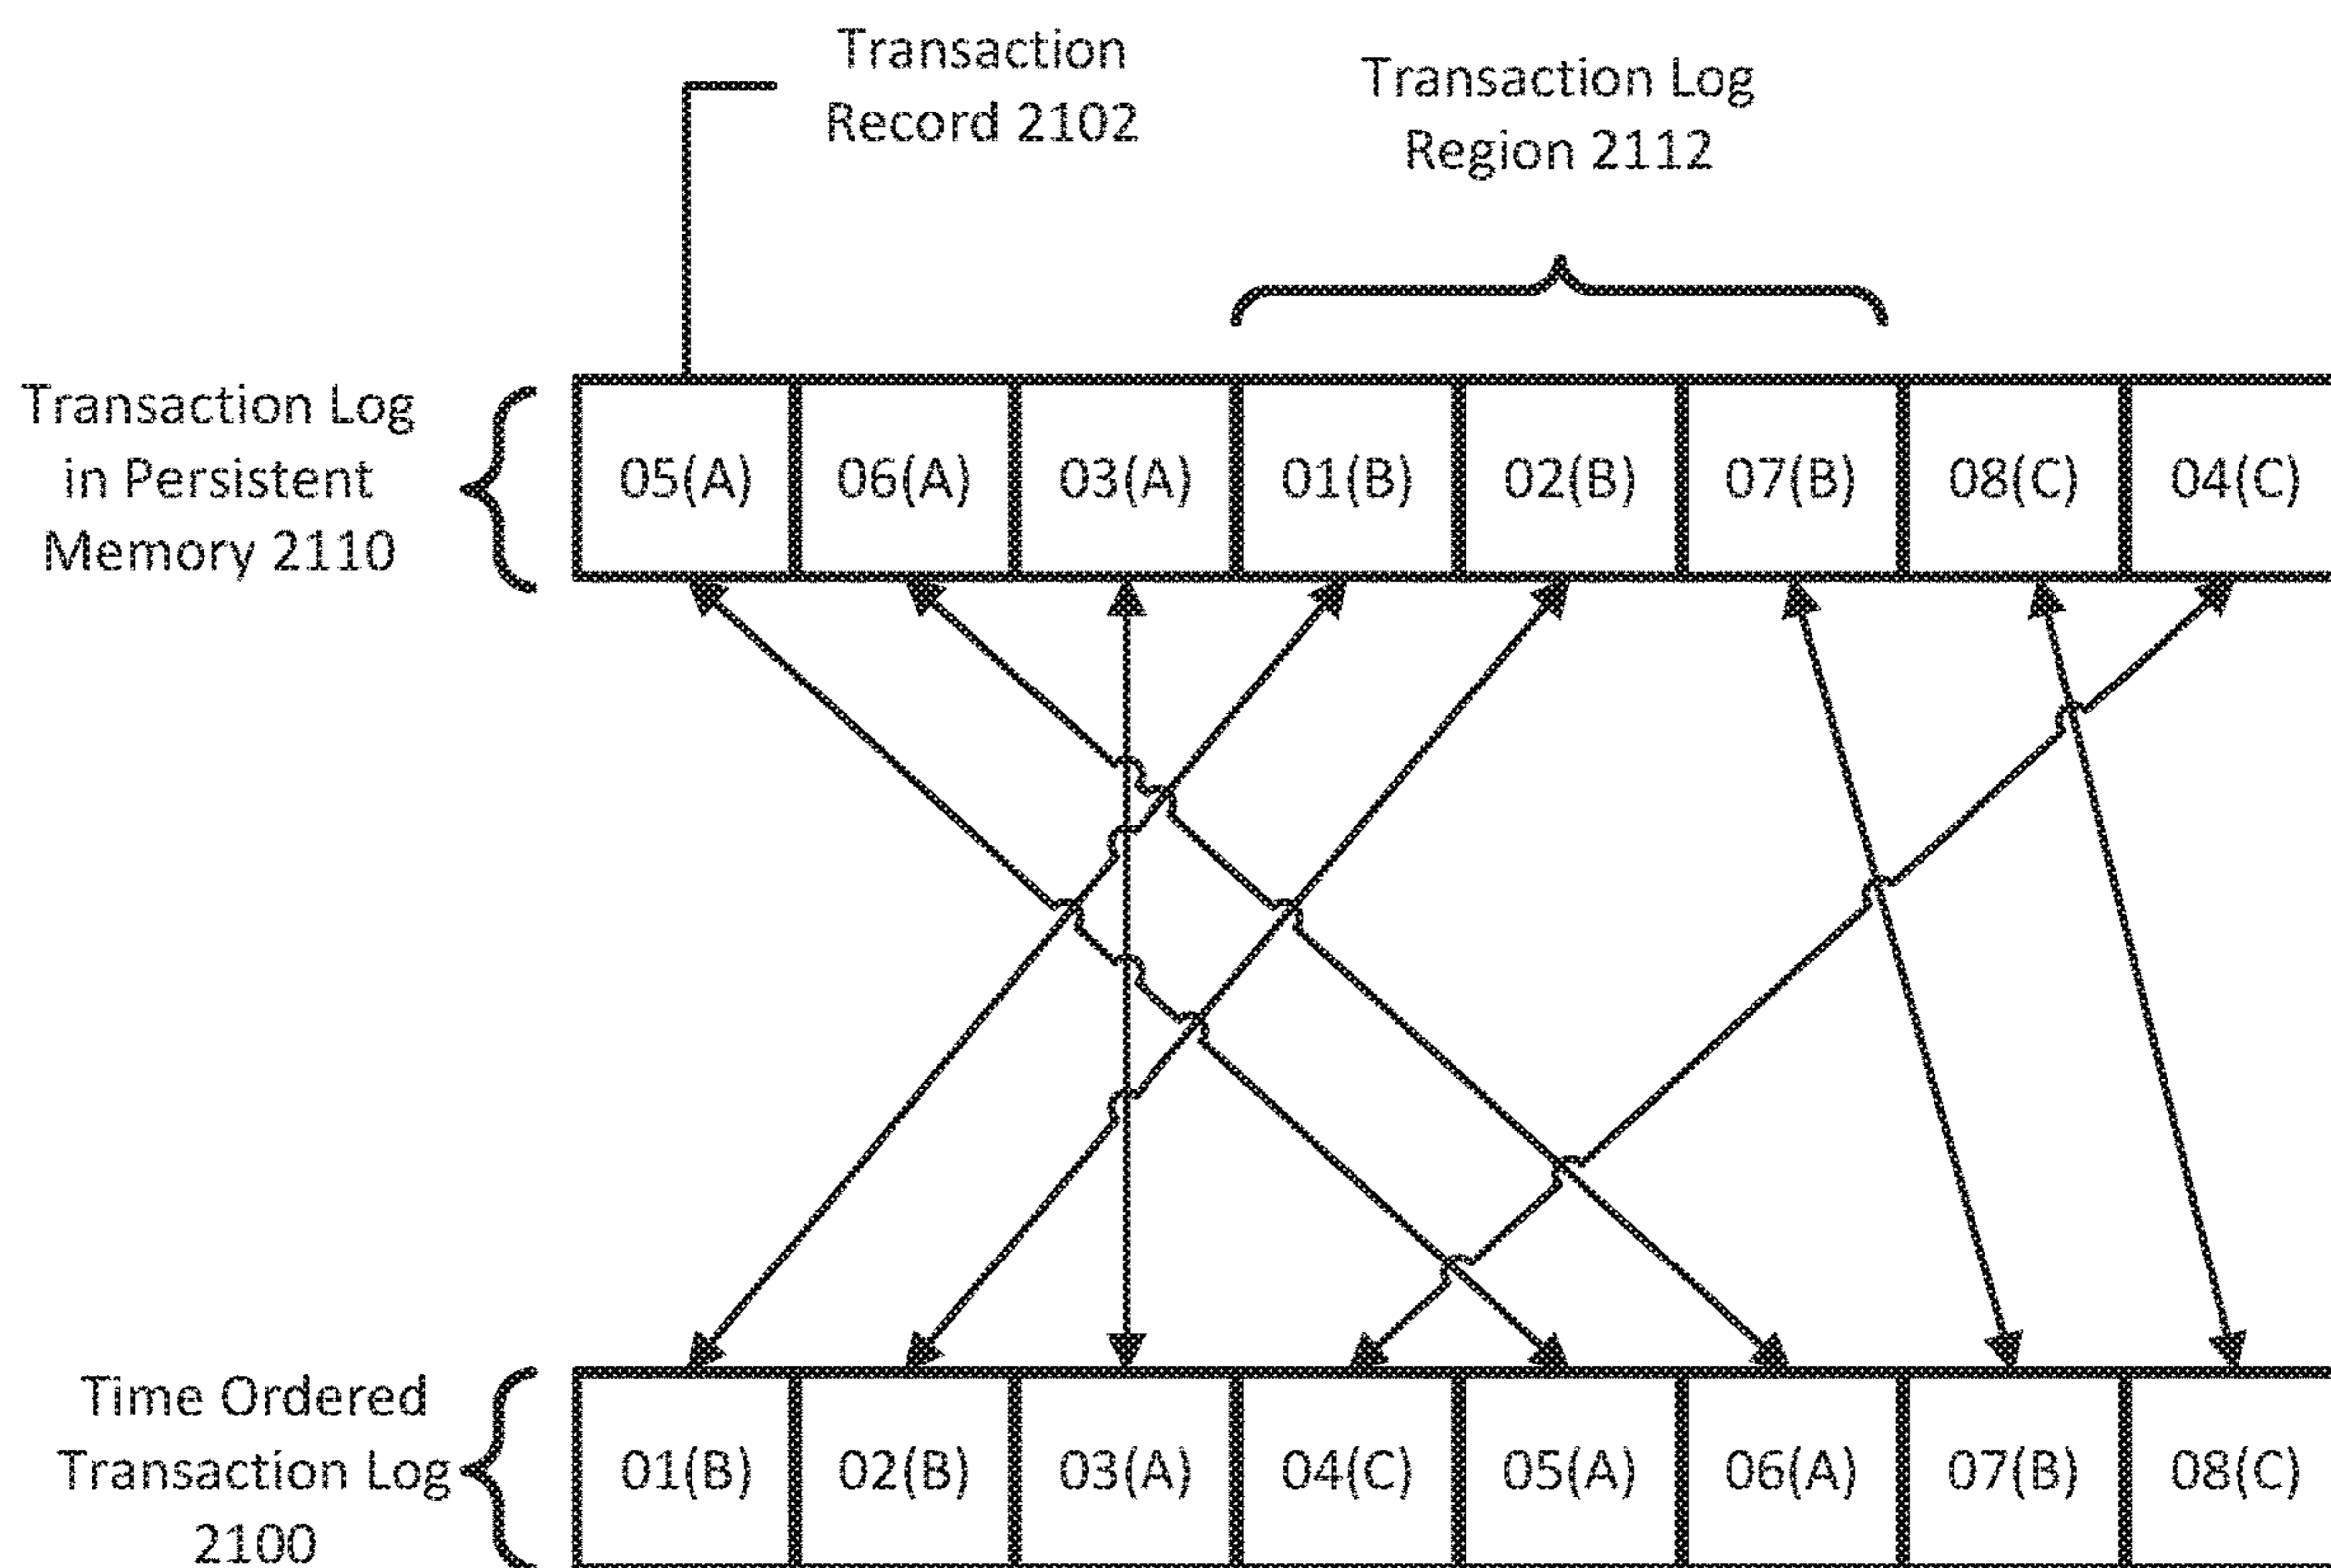 Transaction
Record 2102
Transaction Log
Region 2112
Transaction Log
in Persistent
Memory 2110
05(A) 06(A) 03(A) 01(B) 02(B) 07(B) 08(C) 04(C)
Time Ordered
Transaction Log
2100
01(B) 02(B) 03(A) 04(C) 05(A) 06(A) 07(B) 08(C)